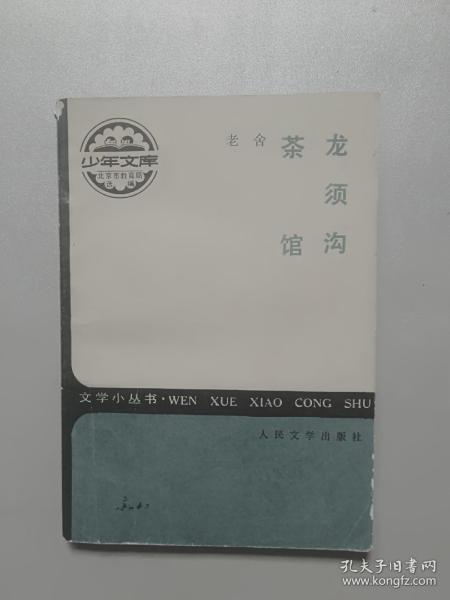 龙须沟
茶馆
老舍
少年文库
北京市教育局
选编
文学小丛书·WEN XUE XIAO CONG SHU
人民文学出版社
孔夫子旧书网
www.kongfz.com